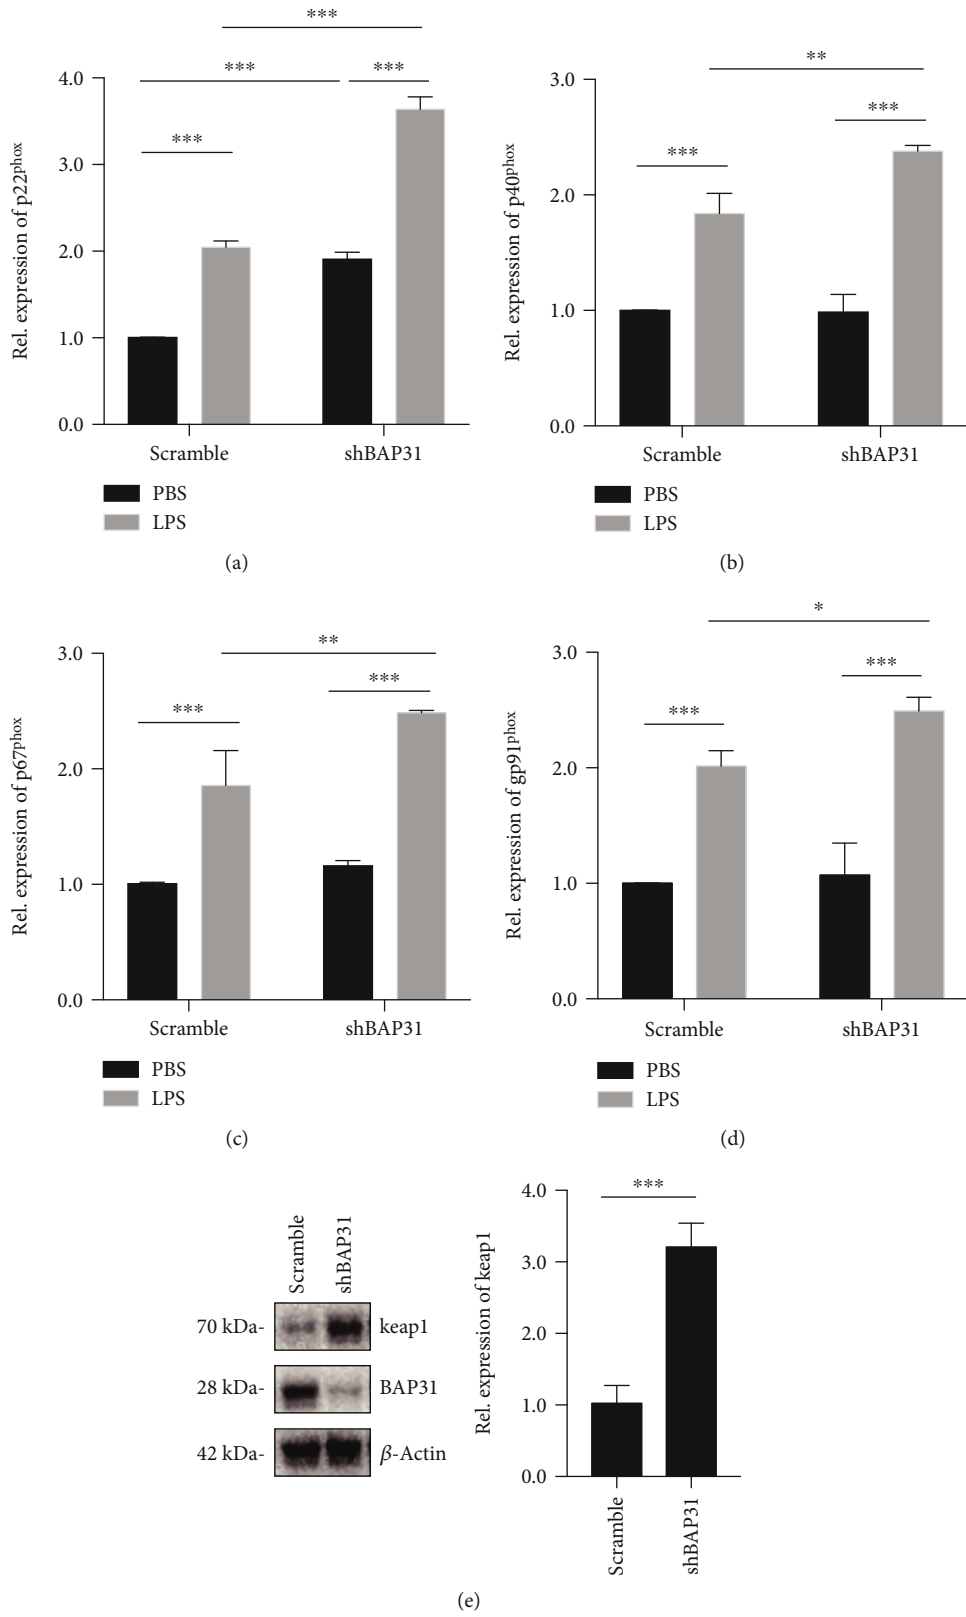 ***
***
***
***
4.0
3.0
2.0
1.0
0.0
Rel. expression of p22phox
Scramble
shBAP31
PBS
LPS
(a)
**
***
***
3.0
2.0
1.0
0.0
Rel. expression of p40phox
Scramble
shBAP31
PBS
LPS
(b)
**
***
***
3.0
2.0
1.0
0.0
Rel. expression of p67phox
Scramble
shBAP31
PBS
LPS
(c)
*
***
***
3.0
2.0
1.0
0.0
Rel. expression of gp91phox
Scramble
shBAP31
PBS
LPS
(d)
Scramble
shBAP31
70 kDa-
keap1
28 kDa-
BAP31
42 kDa-
β-Actin
***
4.0
3.0
2.0
1.0
0.0
Rel. expression of keap1
Scramble
shBAP31
(e)